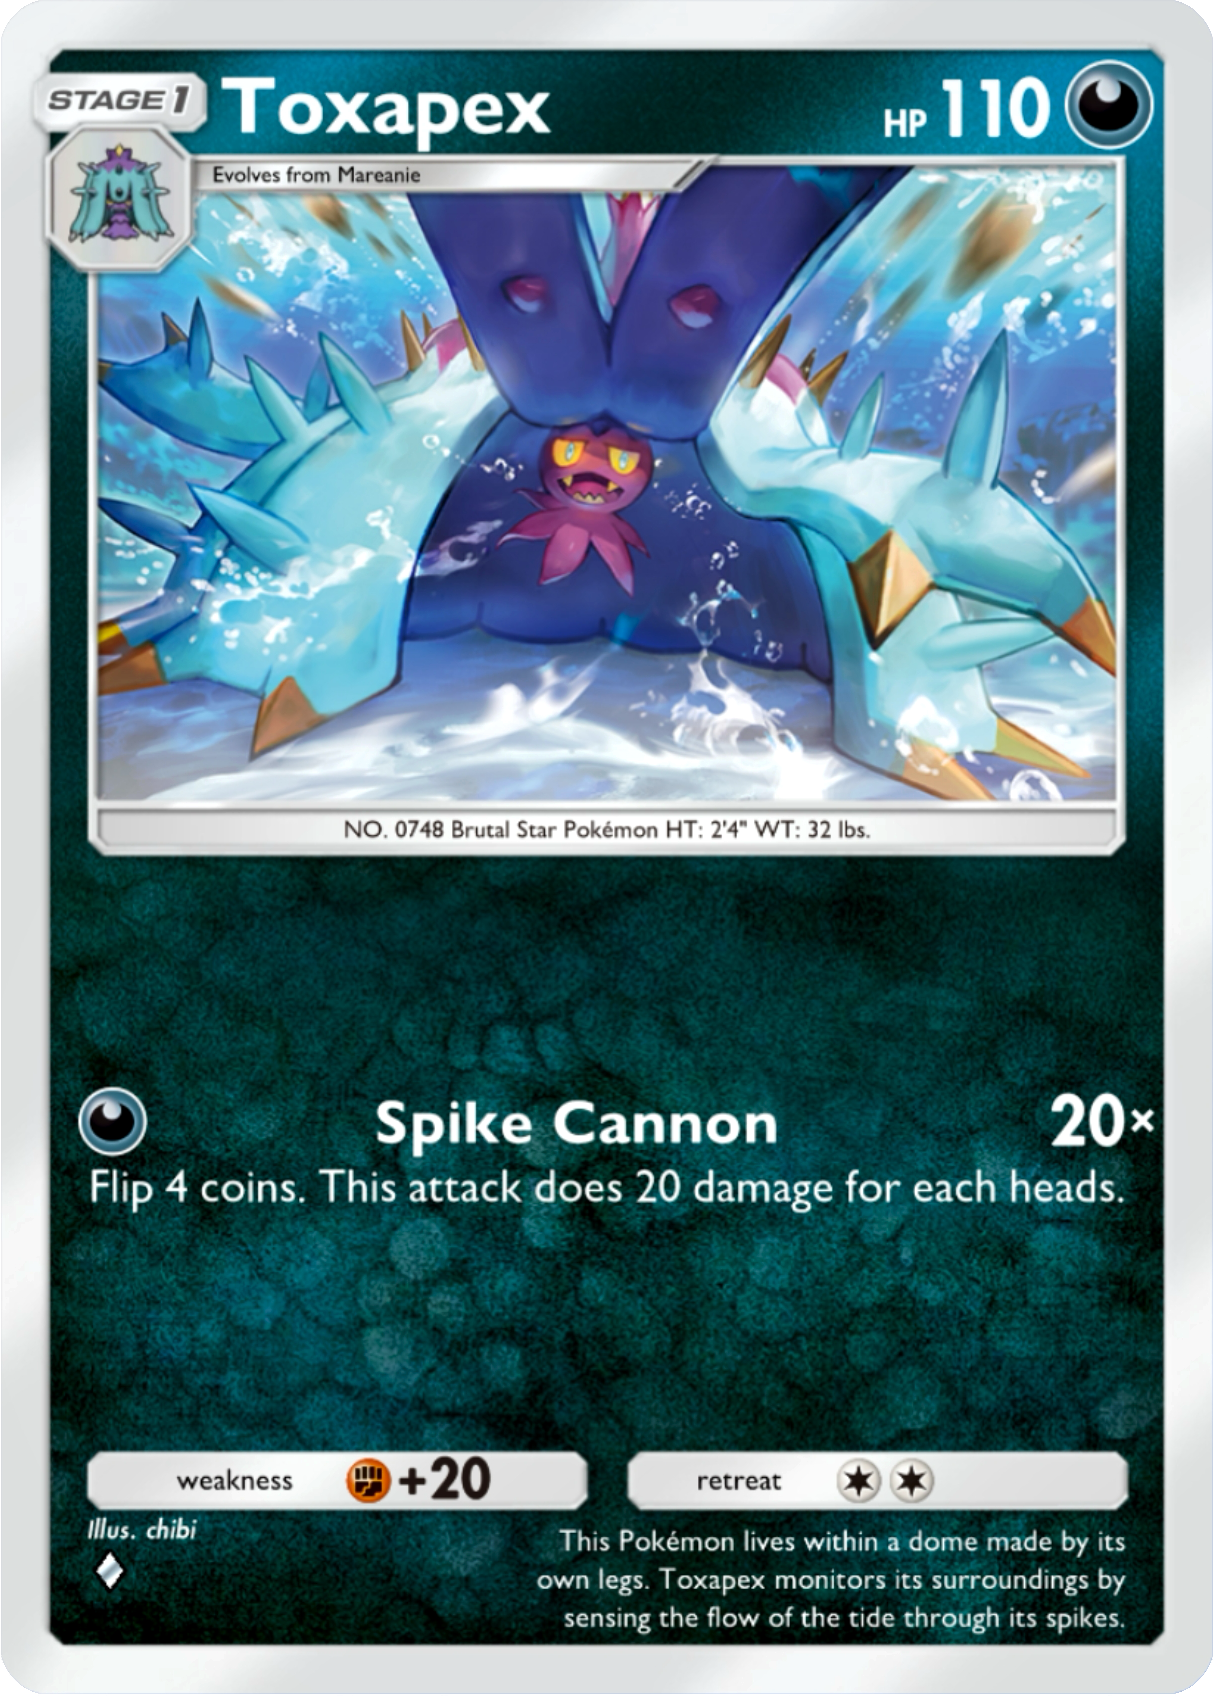 STAGE 1
Toxapex
HP 110
Evolves from Mareanie
NO. 0748 Brutal Star Pokémon HT: 2'4" WT: 32 lbs.
Spike Cannon
20×
Flip 4 coins. This attack does 20 damage for each heads.
weakness +20
retreat
Illus. chibi
This Pokémon lives within a dome made by its
own legs. Toxapex monitors its surroundings by
sensing the flow of the tide through its spikes.